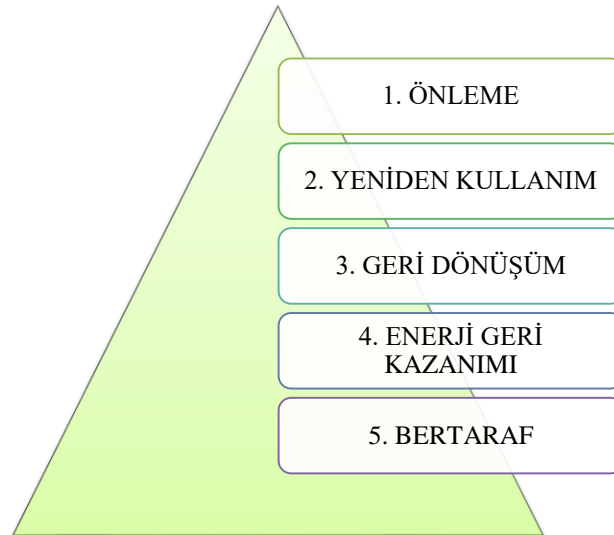 1. ÖNLEME
2. YENİDEN KULLANIM
3. GERİ DÖNÜŞÜM
4. ENERJİ GERİ
KAZANIMI
5. BERTARAF